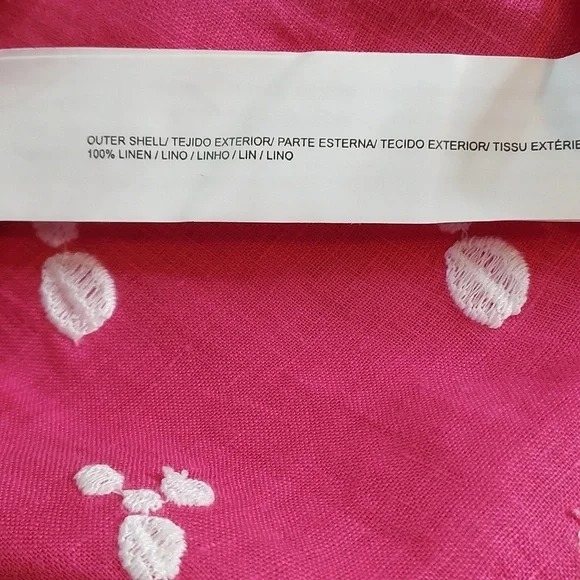 OUTER SHELL/ TEJIDO EXTERIOR/ PARTE ESTERNA/ TECIDO EXTERIOR/ TISSU EXTÉRIE
100% LINEN / LINO / LINHO / LIN / LINO